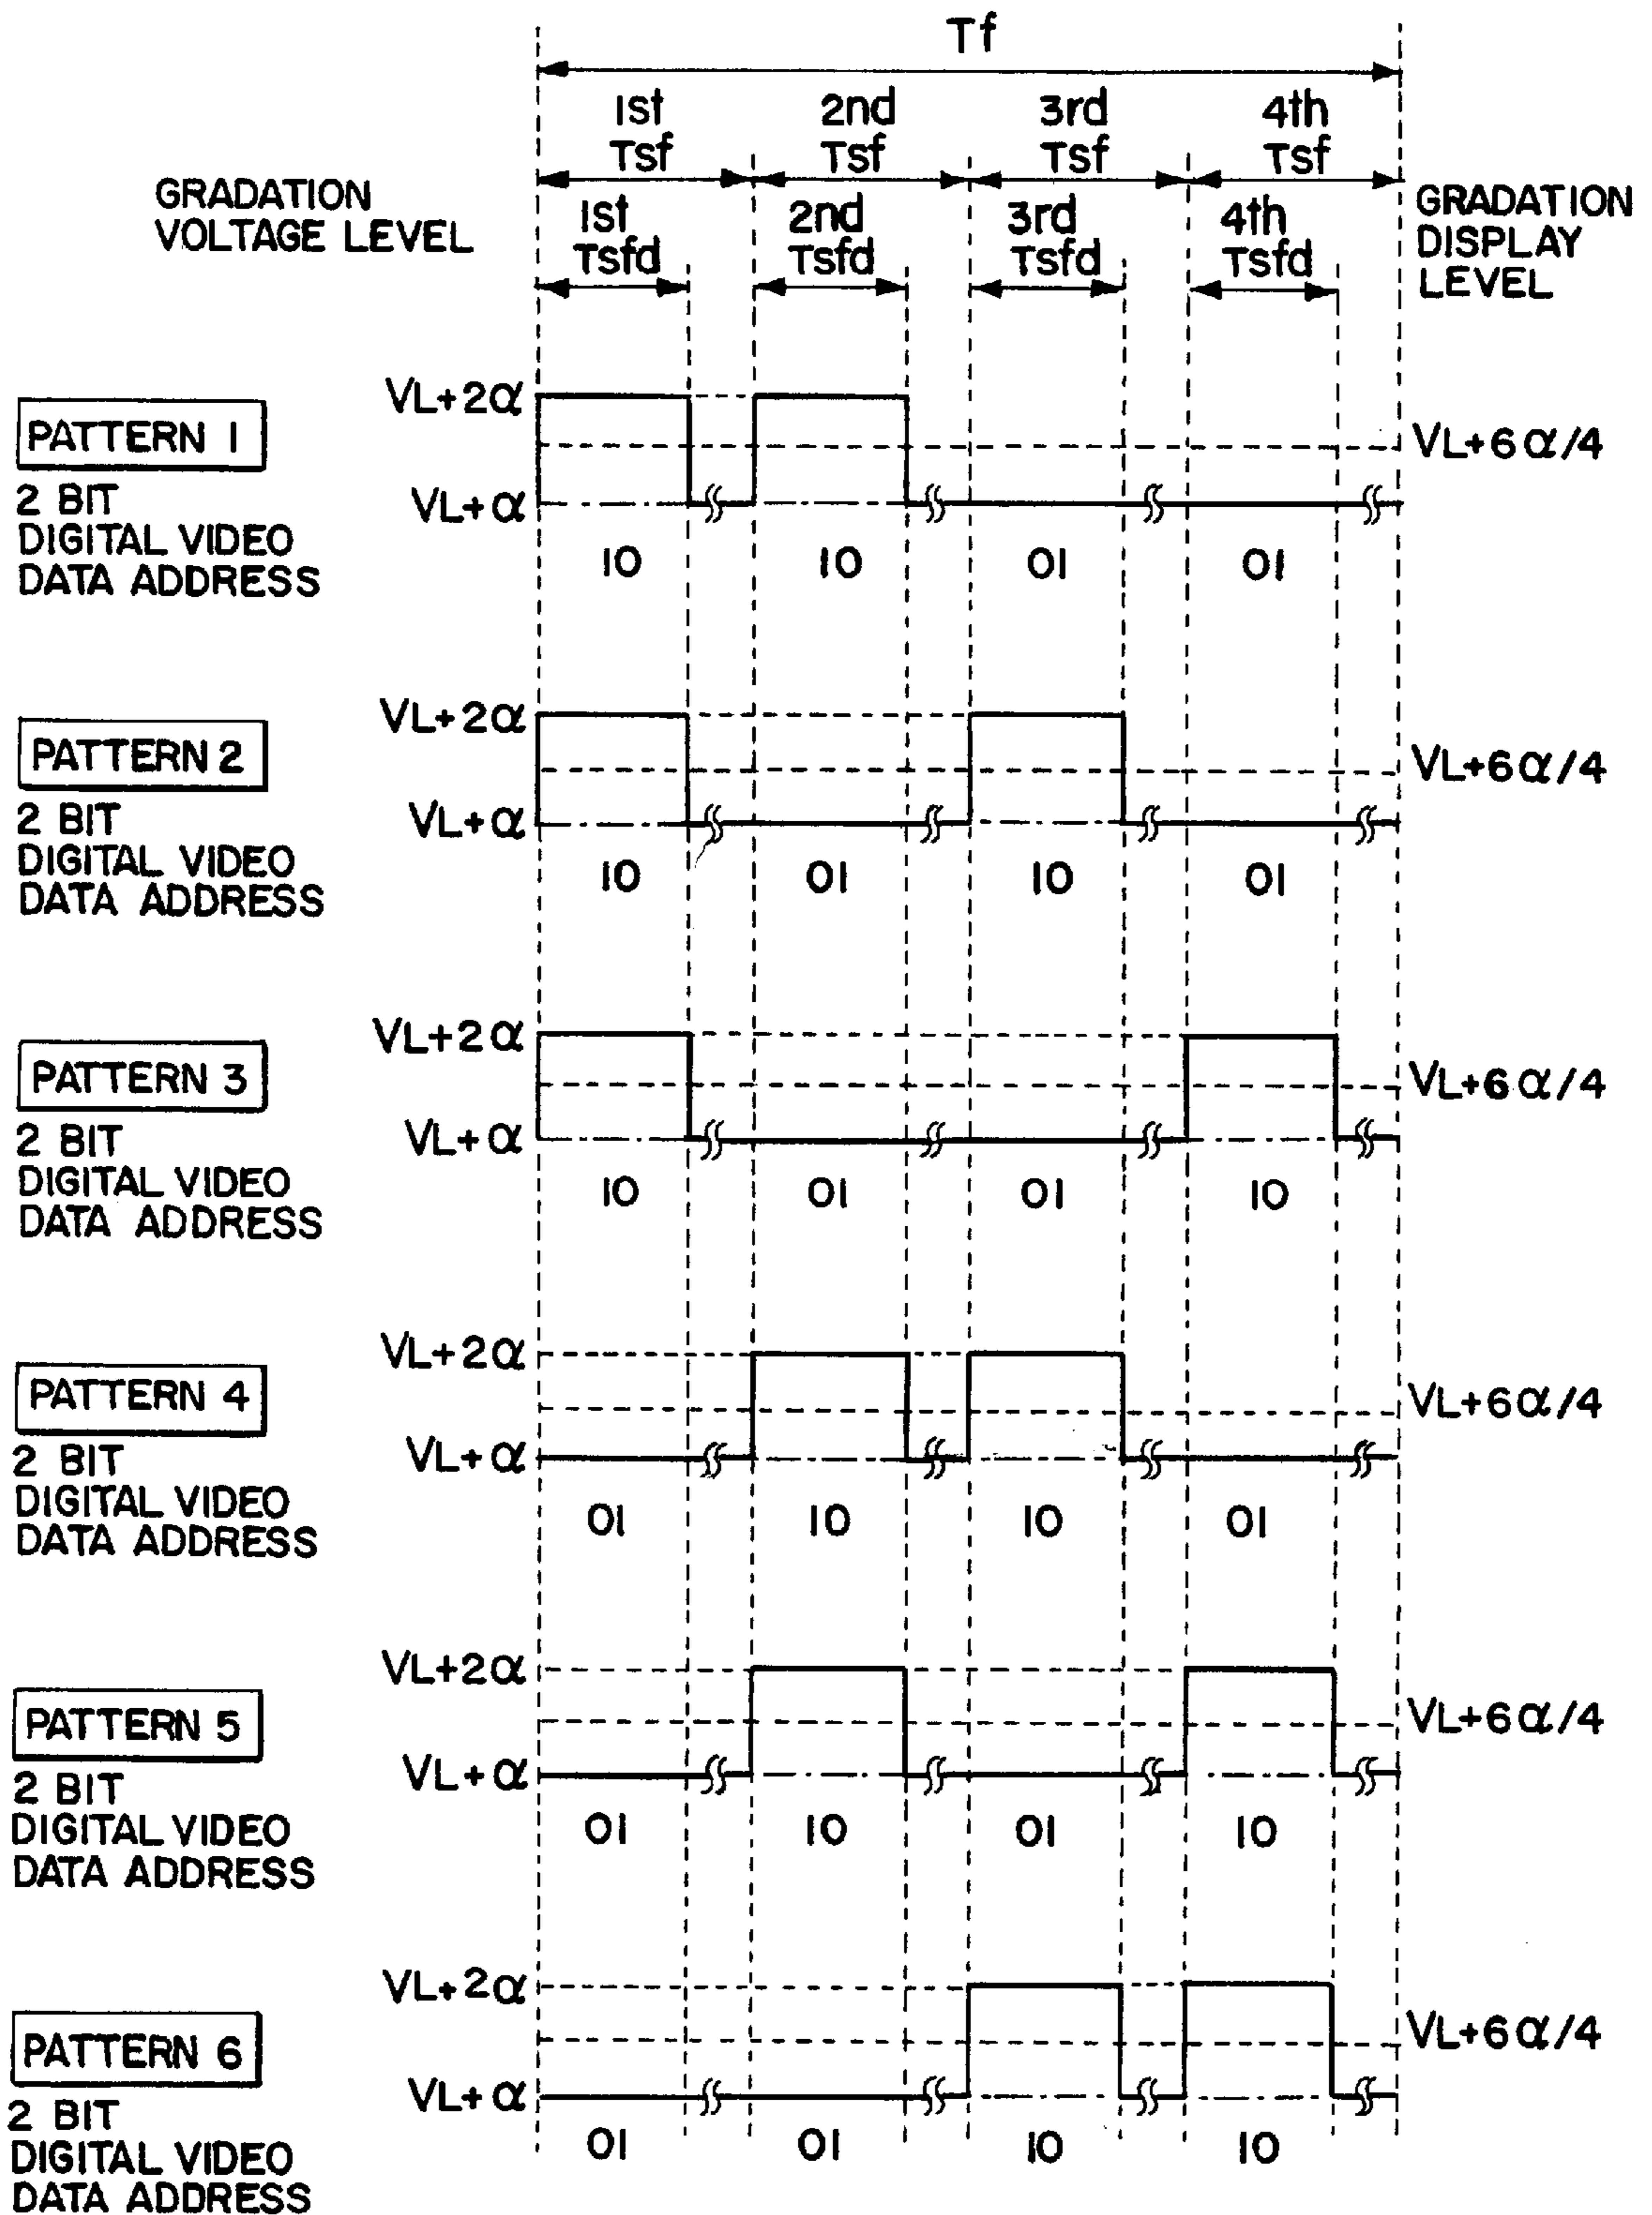 Tf
1st 2nd 3rd 4th
Tsf Tsf Tsf Tsf
GRADATION
VOLTAGE LEVEL
1st 2nd 3rd 4th
Tsfd Tsfd Tsfd Tsfd
GRADATION
DISPLAY
LEVEL
PATTERN 1
VL+2α
VL+α
VL+6α/4
2 BIT
DIGITAL VIDEO
DATA ADDRESS
10 10 01 01
PATTERN 2
VL+2α
VL+α
VL+6α/4
2 BIT
DIGITAL VIDEO
DATA ADDRESS
10 01 10 01
PATTERN 3
VL+2α
VL+α
VL+6α/4
2 BIT
DIGITAL VIDEO
DATA ADDRESS
10 01 01 10
PATTERN 4
VL+2α
VL+α
VL+6α/4
2 BIT
DIGITAL VIDEO
DATA ADDRESS
01 10 10 01
PATTERN 5
VL+2α
VL+α
VL+6α/4
2 BIT
DIGITAL VIDEO
DATA ADDRESS
01 10 01 10
PATTERN 6
VL+2α
VL+α
VL+6α/4
2 BIT
DIGITAL VIDEO
DATA ADDRESS
01 01 10 10